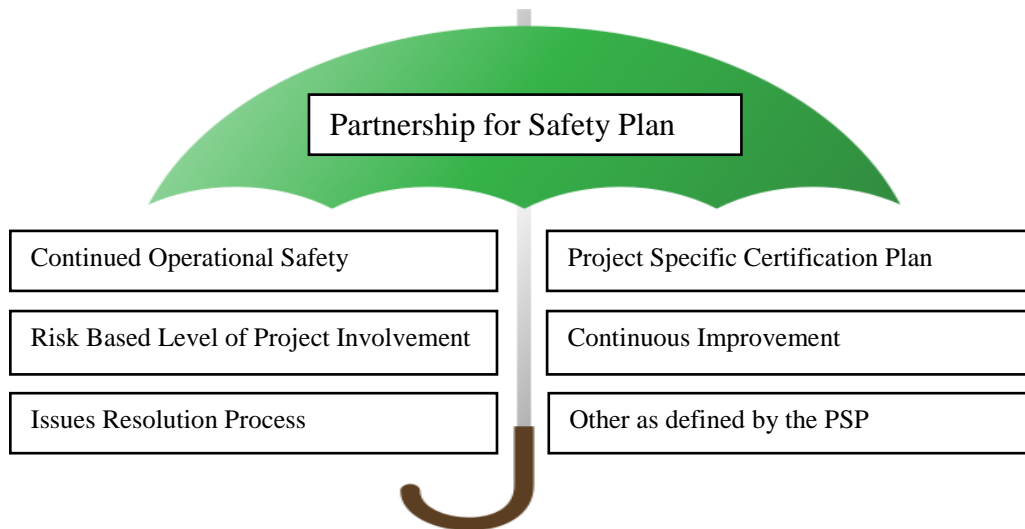 Partnership for Safety Plan
Continued Operational Safety
Project Specific Certification Plan
Risk Based Level of Project Involvement
Continuous Improvement
Issues Resolution Process
Other as defined by the PSP